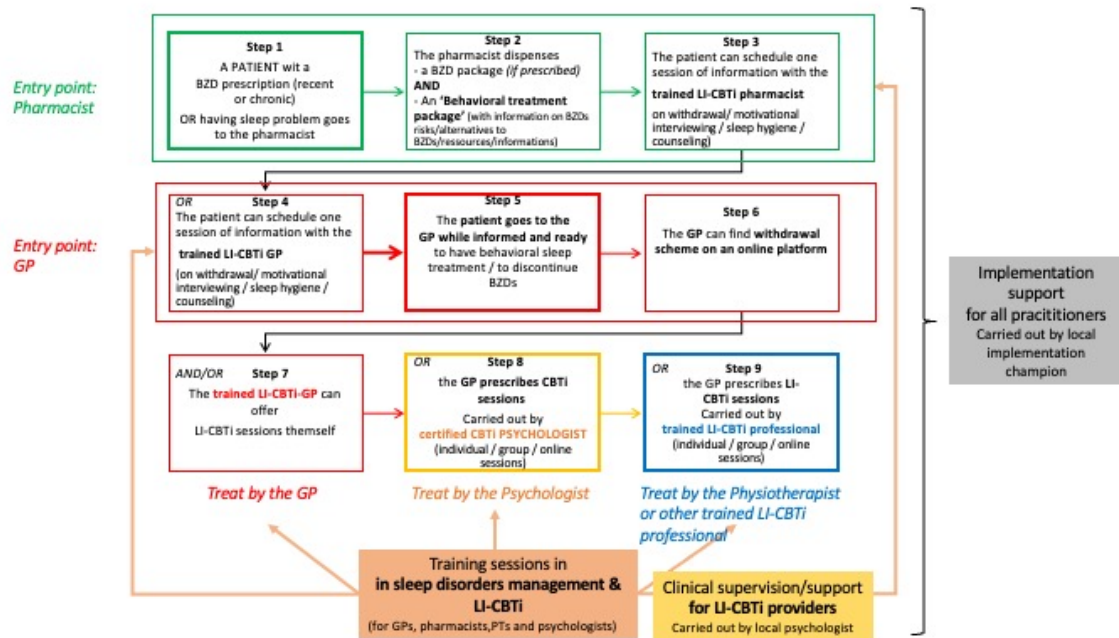 Entry point:
Pharmacist
Step 1
A PATIENT wit a
BZD prescription (recent
or chronic)
OR having sleep problem goes
to the pharmacist
Step 2
The pharmacist dispenses
- a BZD package (if prescribed)
AND
- An ‘Behavioral treatment
package’ (with information on BZDs
risks/alternatives to
BZDs/ressources/informations)
Step 3
The patient can schedule one
session of information with the
trained LI-CBTi pharmacist
on withdrawal/ motivational
interviewing / sleep hygiene /
counseling)
Entry point:
GP
OR
Step 4
The patient can schedule one
session of information with the
trained LI-CBTi GP
(on withdrawal/ motivational
interviewing / sleep hygiene /
counseling)
Step 5
The patient goes to the
GP while informed and ready
to have behavioral sleep
treatment / to discontinue
BZDs
Step 6
The GP can find withdrawal
scheme on an online platform
AND/OR
Step 7
The trained LI-CBTi-GP can
offer
LI-CBTi sessions themself
OR
Step 8
the GP prescribes CBTi
sessions
Carried out by
certified CBTi PSYCHOLOGIST
(individual / group / online
sessions)
OR
Step 9
the GP prescribes LI-
CBTi sessions
Carried out by
trained LI-CBTi professional
(individual / group / online
sessions)
Treat by the GP
Treat by the Psychologist
Treat by the Physiotherapist
or other trained LI-CBTi
professional
Training sessions in
in sleep disorders management &
LI-CBTi
(for GPs, pharmacists,PTs and psychologists)
Clinical supervision/support
for LI-CBTi providers
Carried out by local psychologist
Implementation
support
for all pracitioners
Carried out by local
implementation
champion